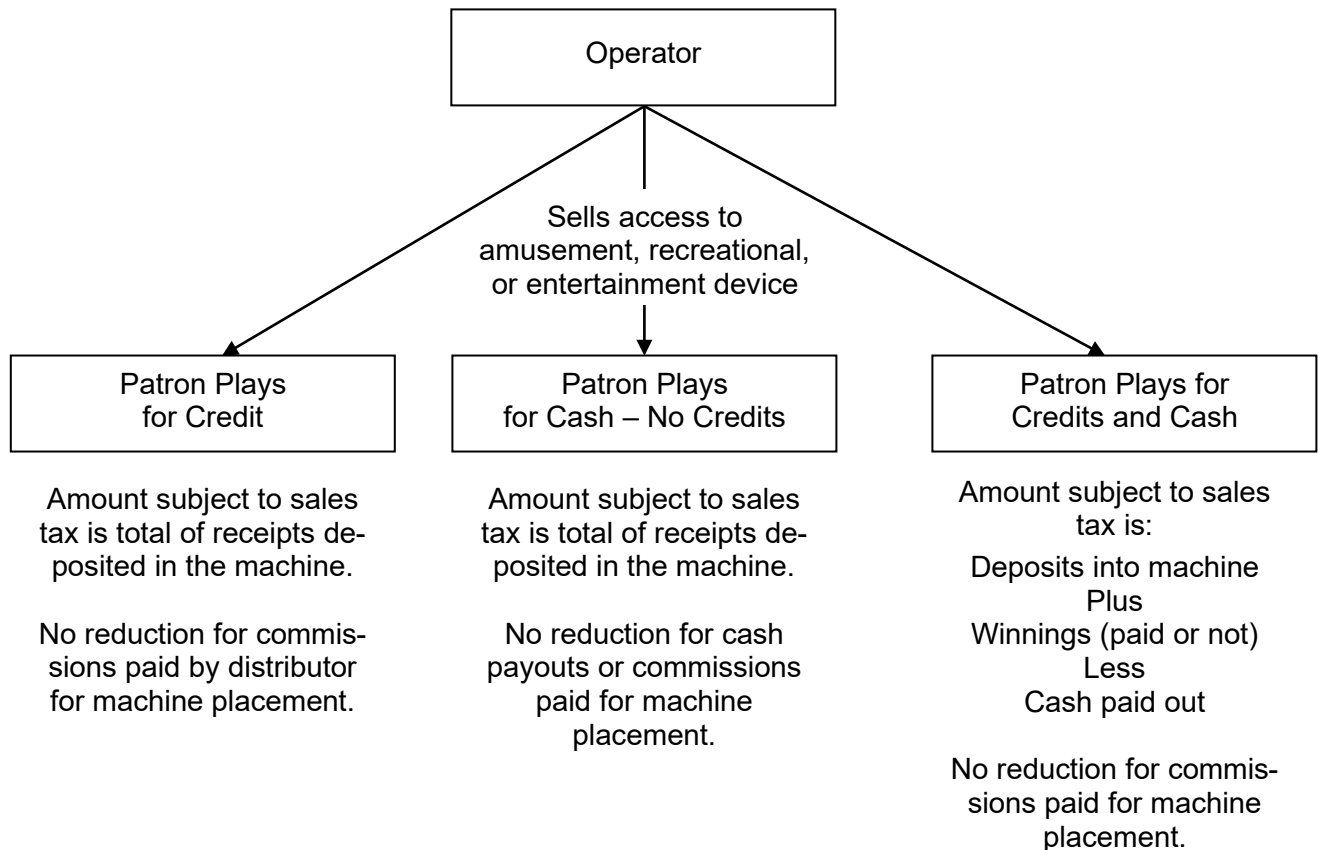 Operator
Sells access to
amusement, recreational,
or entertainment device
Patron Plays
for Credit
Amount subject to sales
tax is total of receipts de-
posited in the machine.
No reduction for commis-
sions paid by distributor
for machine placement.
Patron Plays
for Cash – No Credits
Amount subject to sales
tax is total of receipts de-
posited in the machine.
No reduction for cash
payouts or commissions
paid for machine
placement.
Patron Plays for
Credits and Cash
Amount subject to sales
tax is:
Deposits into machine
Plus
Winnings (paid or not)
Less
Cash paid out
No reduction for commis-
sions paid for machine
placement.